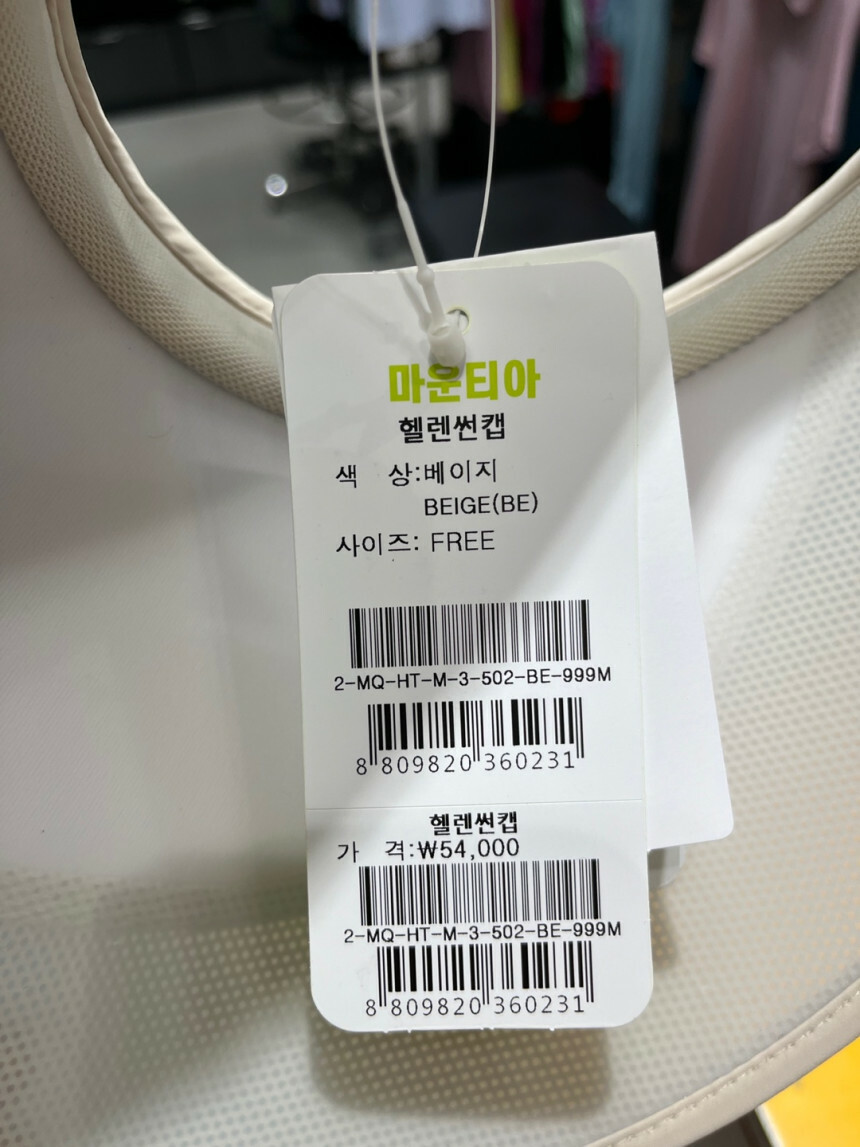 마운티아
헬렌썬캡
색 상:베이지
BEIGE(BE)
사이즈: FREE
2-MQ-HT-M-3-502-BE-999M
8 809820 360231
헬렌썬캡
가 격:₩54,000
2-MQ-HT-M-3-502-BE-999M
8 809820 360231